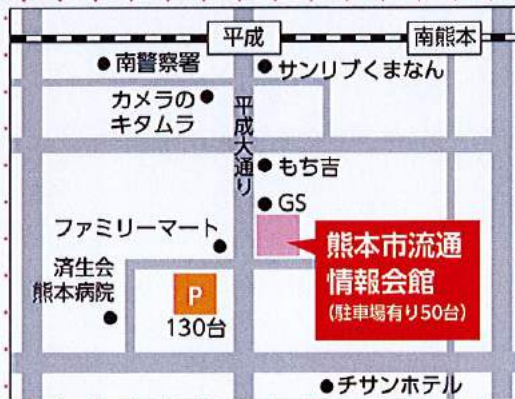 平成
南熊本
南警察署
サンリブくまなん
カメラの
キタムラ
平成大通り
もち吉
GS
ファミリーマート
熊本市流通
情報会館
(駐車場有り50台)
済生会
熊本病院
P
130台
チサンホテル